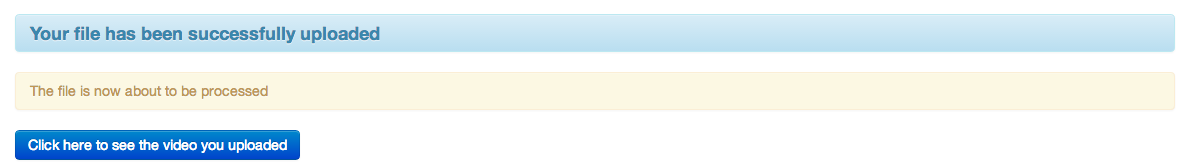 Your file has been successfully uploaded
The file is now about to be processed
Click here to see the video you uploaded